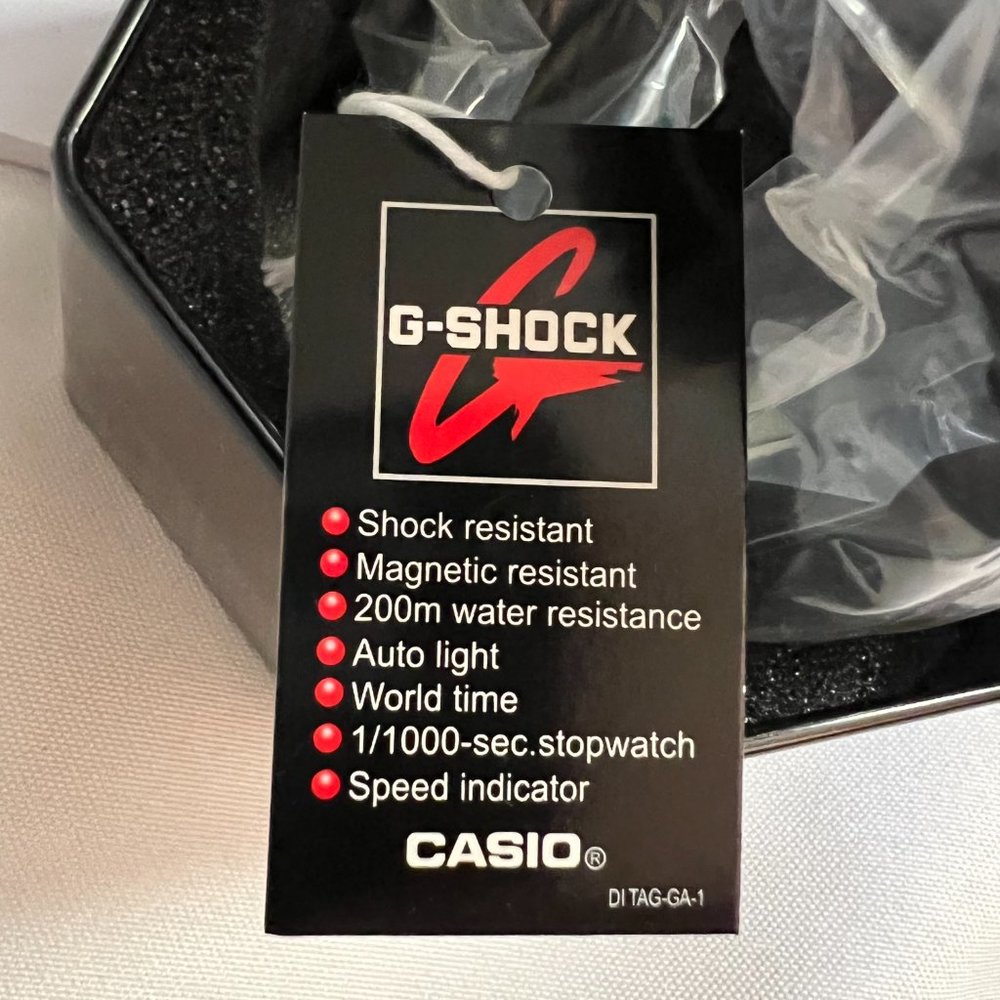 G-SHOCK
Shock resistant
Magnetic resistant
200m water resistance
Auto light
World time
1/1000-sec.stopwatch
Speed indicator
CASIO®
DI TAG-GA-1